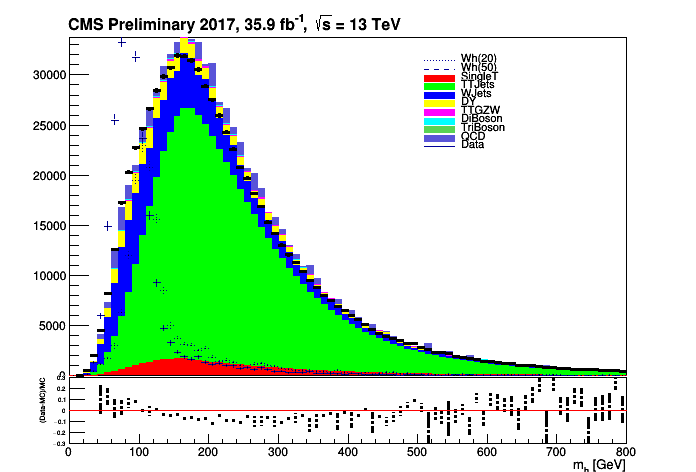 CMS Preliminary 2017, 35.9 fb⁻¹, √s = 13 TeV
Wh(20)
Wh(50)
SingleT
TTJets
WJets
DY
TTGZW
DiBoson
TriBoson
QCD
Data
30000
25000
20000
15000
10000
5000
0
(Data-MC)/MC
0.2
0.1
0
-0.1
-0.2
-0.3
0 100 200 300 400 500 600 700 800
m_h [GeV]